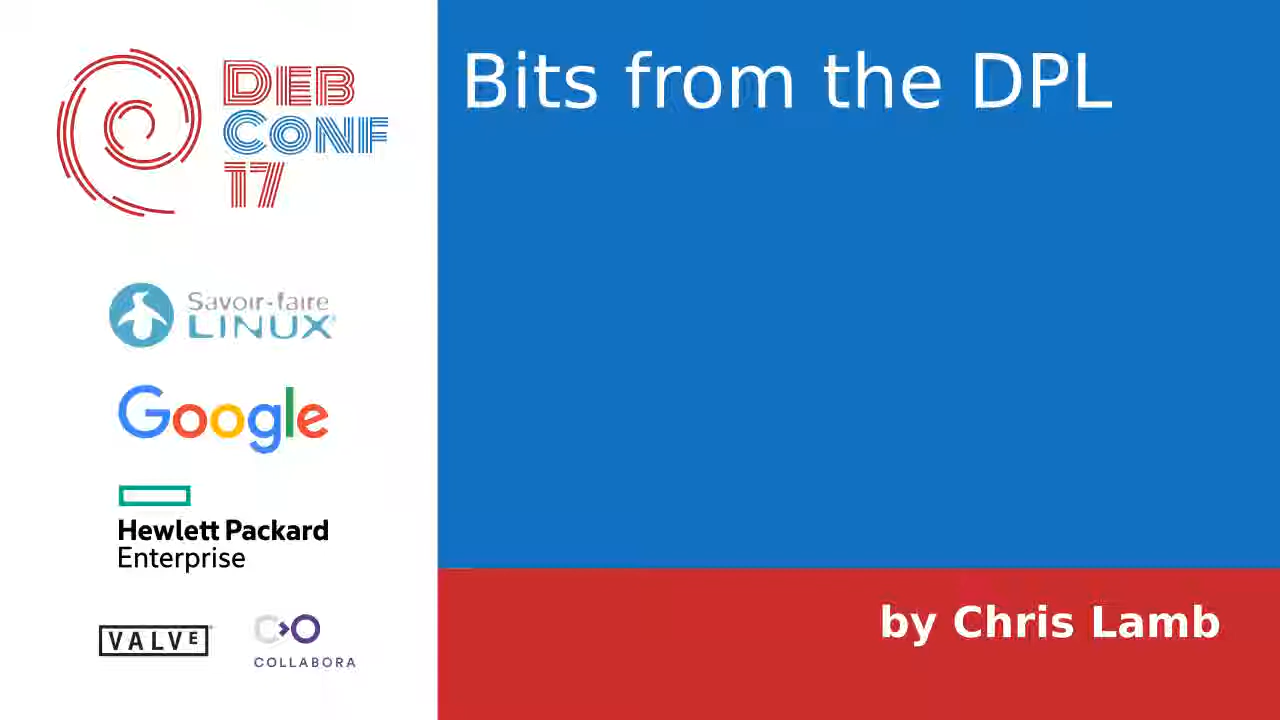 DEB
CONF
17
Savoir-faire
LINUX
Google
Hewlett Packard
Enterprise
VALVE
COLLABORA
Bits from the DPL
by Chris Lamb